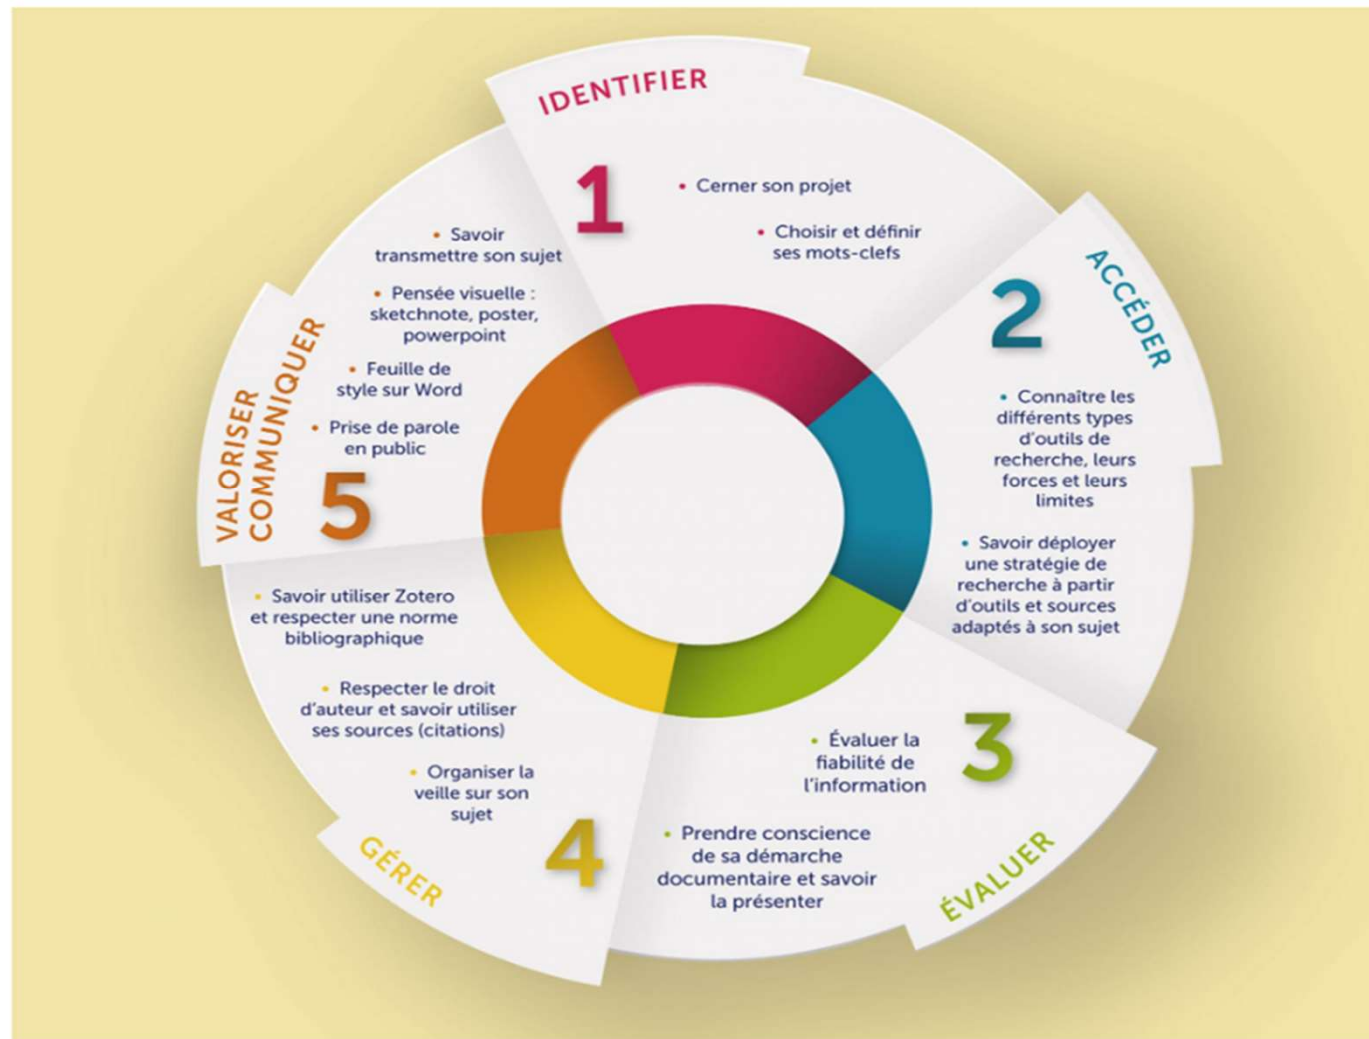 IDENTIFIER
1
• Cerner son projet
• Choisir et définir
ses mots-clefs
ACCÉDER
2
• Connaître les
différents types
d'outils de
recherche, leurs
forces et leurs
limites
• Savoir déployer
une stratégie de
recherche à partir
d'outils et sources
adaptés à son sujet
3
ÉVALUER
• Évaluer la
fiabilité de
l'information
• Prendre conscience
de sa démarche
documentaire et savoir
la présenter
• Savoir utiliser Zotero
et respecter une norme
bibliographique
• Respecter le droit
d'auteur et savoir utiliser
ses sources (citations)
• Organiser la
veille sur son
sujet
4
GÉRER
• Savoir
transmettre son sujet
• Pensée visuelle :
sketchnote, poster,
powerpoint
• Feuille de
style sur Word
• Prise de parole
en public
5
VALORISER
COMMUNIQUER